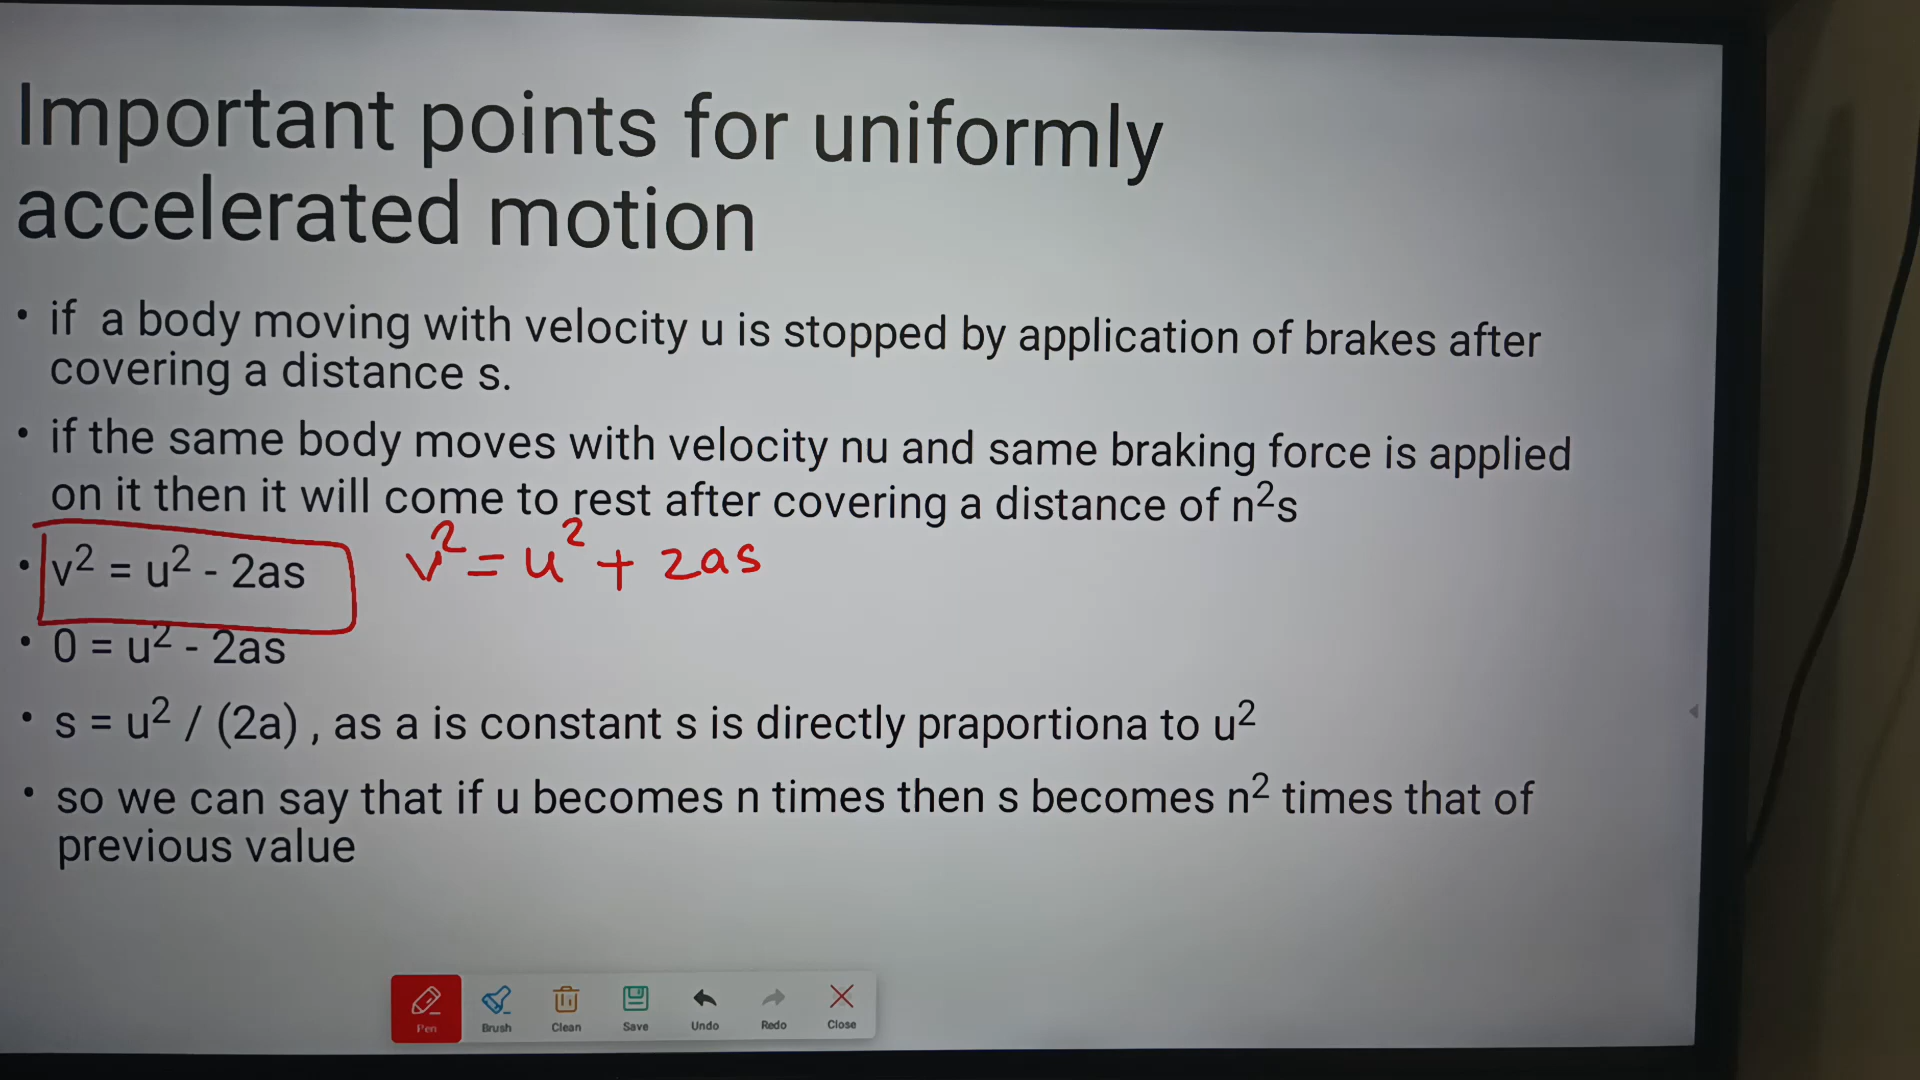 Important points for uniformly
accelerated motion
• if a body moving with velocity u is stopped by application of brakes after
covering a distance s.
• if the same body moves with velocity nu and same braking force is applied
on it then it will come to rest after covering a distance of n²s
• v² = u² - 2as v² = u² + 2as
• 0 = u² - 2as
• s = u² / (2a) , as a is constant s is directly praportiona to u²
• so we can say that if u becomes n times then s becomes n² times that of
previous value
Pen Brush Clean Save Undo Redo Close